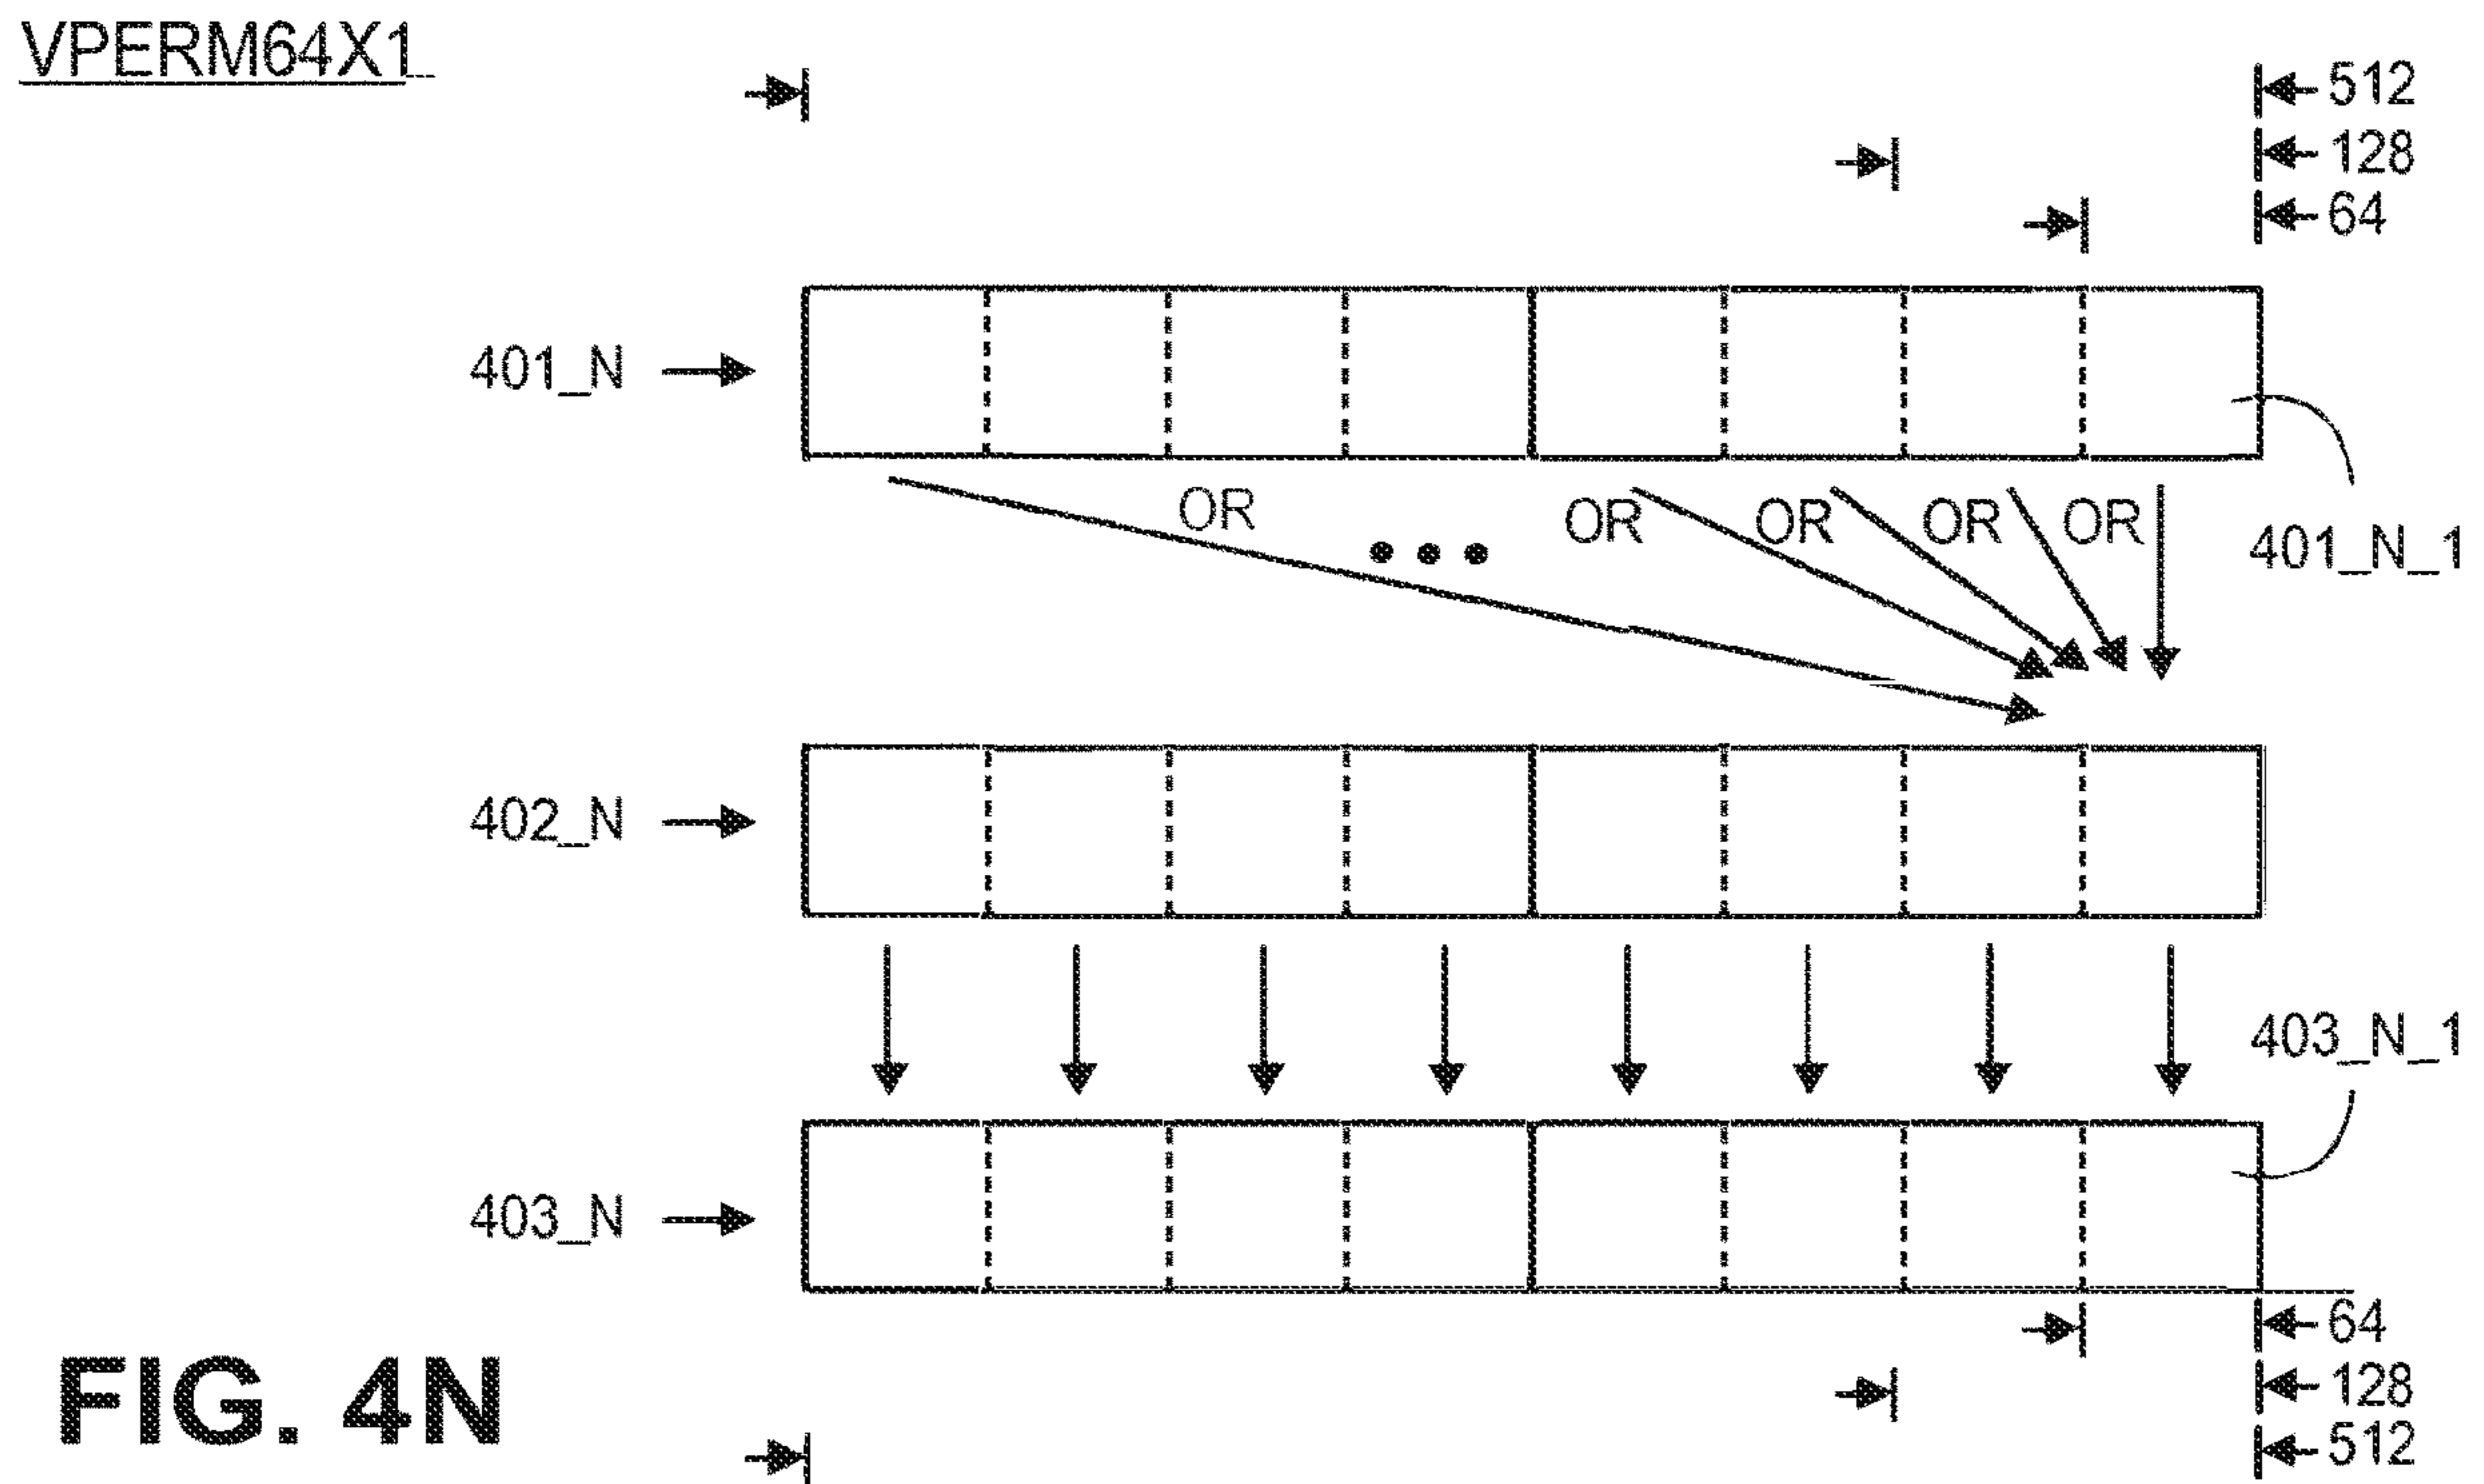 VPERM64X1
512
128
64
401_N
OR OR OR OR OR
401_N_1
402_N
403_N_1
403_N
64
128
512
FIG. 4N